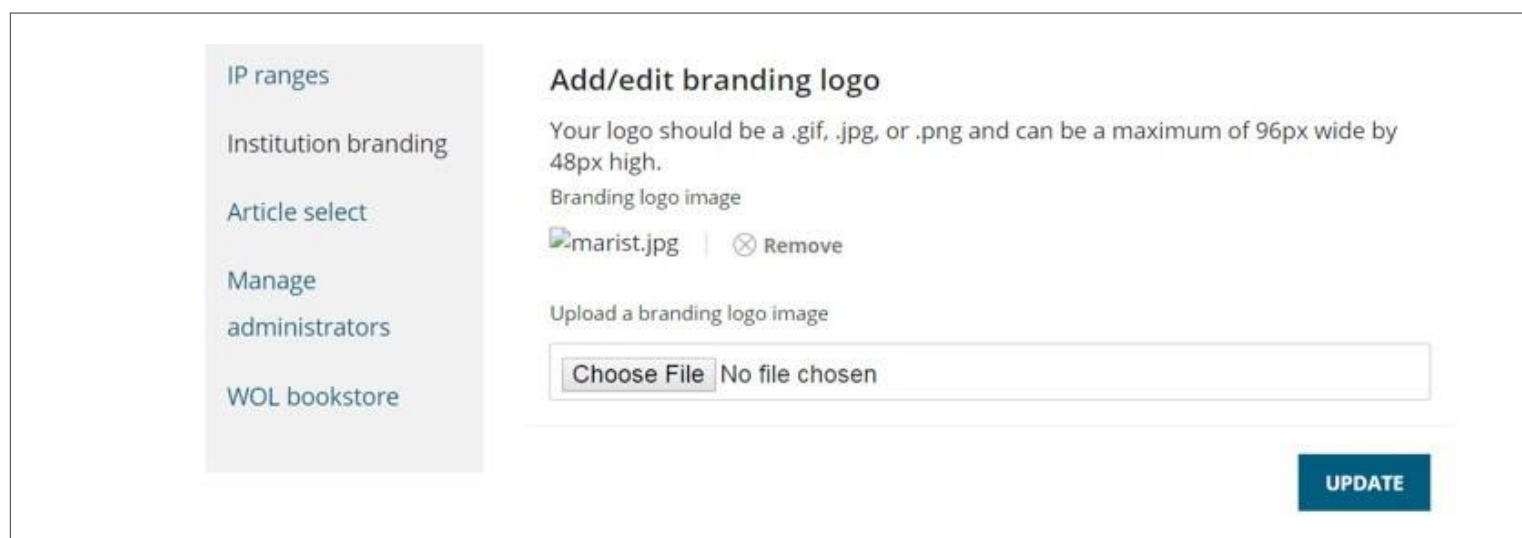 IP ranges
Institution branding
Article select
Manage
administrators
WOL bookstore
Add/edit branding logo
Your logo should be a .gif, .jpg, or .png and can be a maximum of 96px wide by
48px high.
Branding logo image
marist.jpg Remove
Upload a branding logo image
Choose File No file chosen
UPDATE